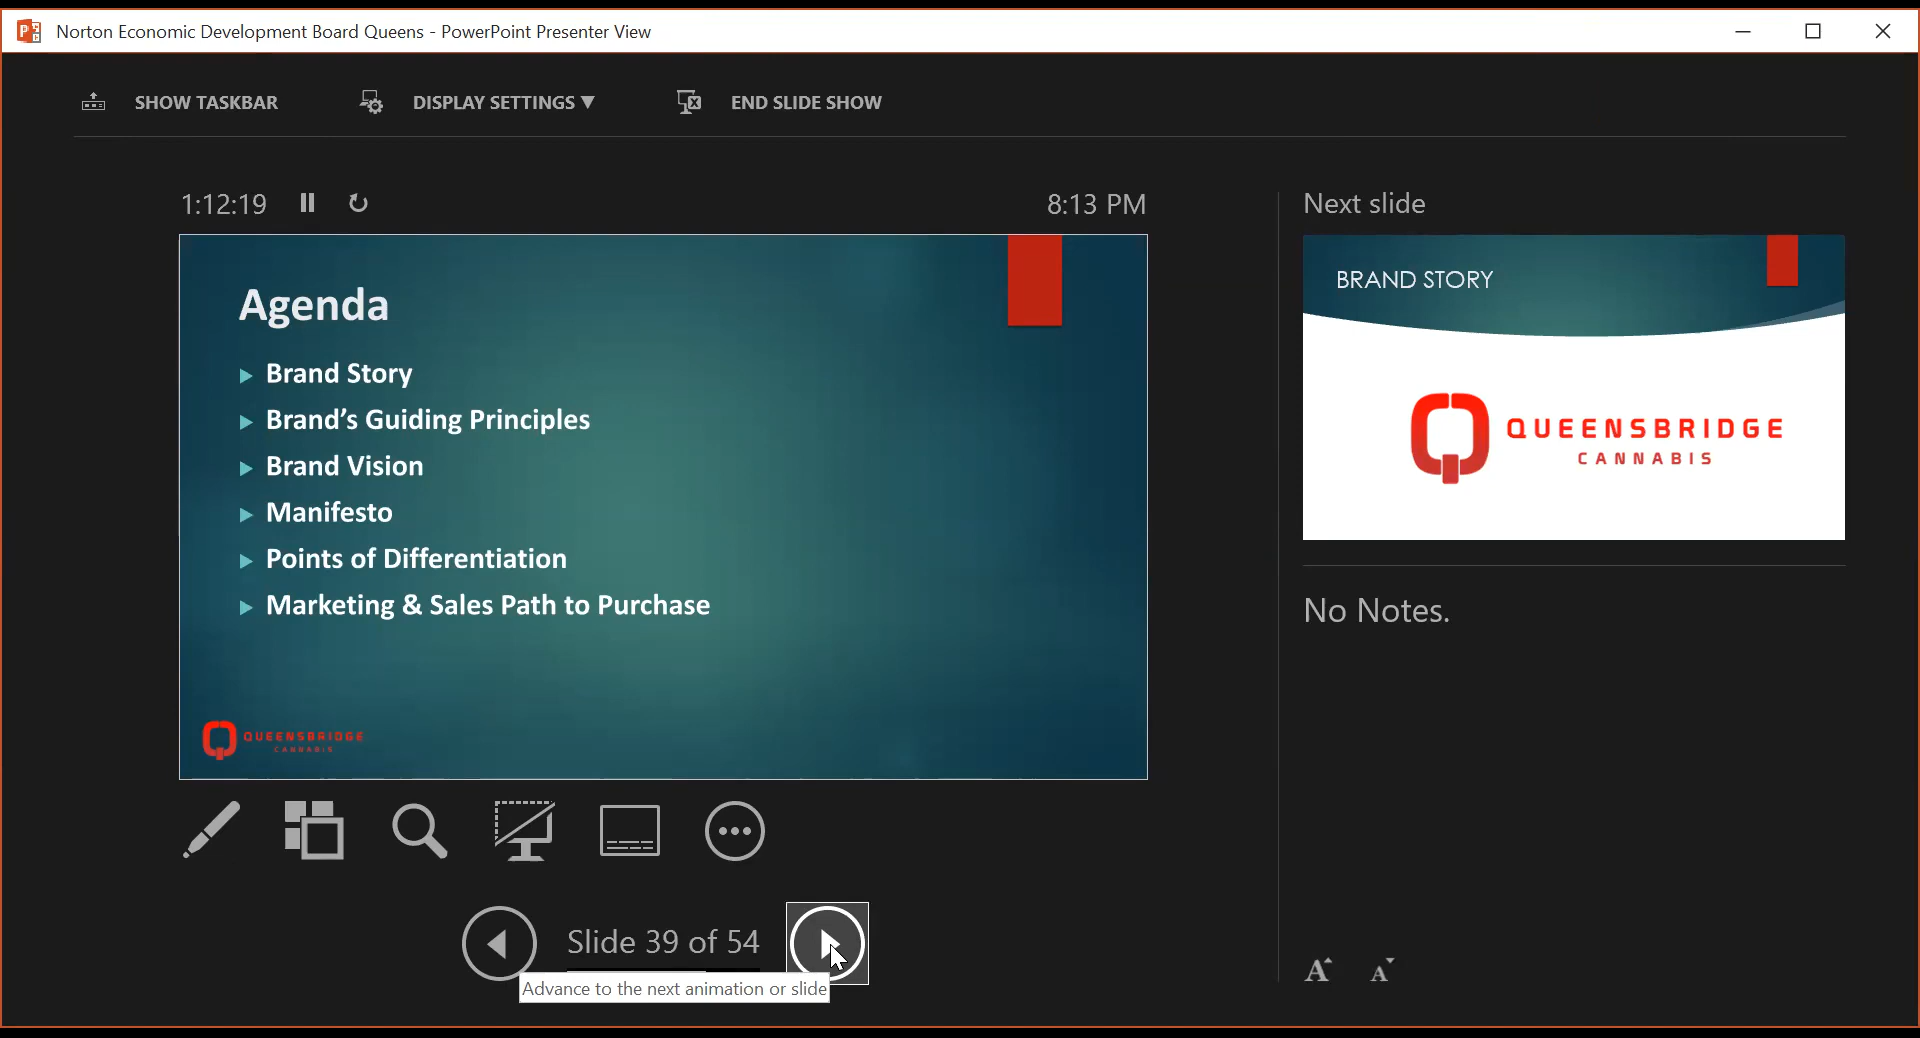 Norton Economic Development Board Queens - PowerPoint Presenter View
SHOW TASKBAR
DISPLAY SETTINGS ▼
END SLIDE SHOW
1:12:19
8:13 PM
Agenda
Brand Story
Brand’s Guiding Principles
Brand Vision
Manifesto
Points of Differentiation
Marketing & Sales Path to Purchase
QUEENSBRIDGE
CANNABIS
Slide 39 of 54
Advance to the next animation or slide
Next slide
BRAND STORY
QUEENSBRIDGE
CANNABIS
No Notes.
A A